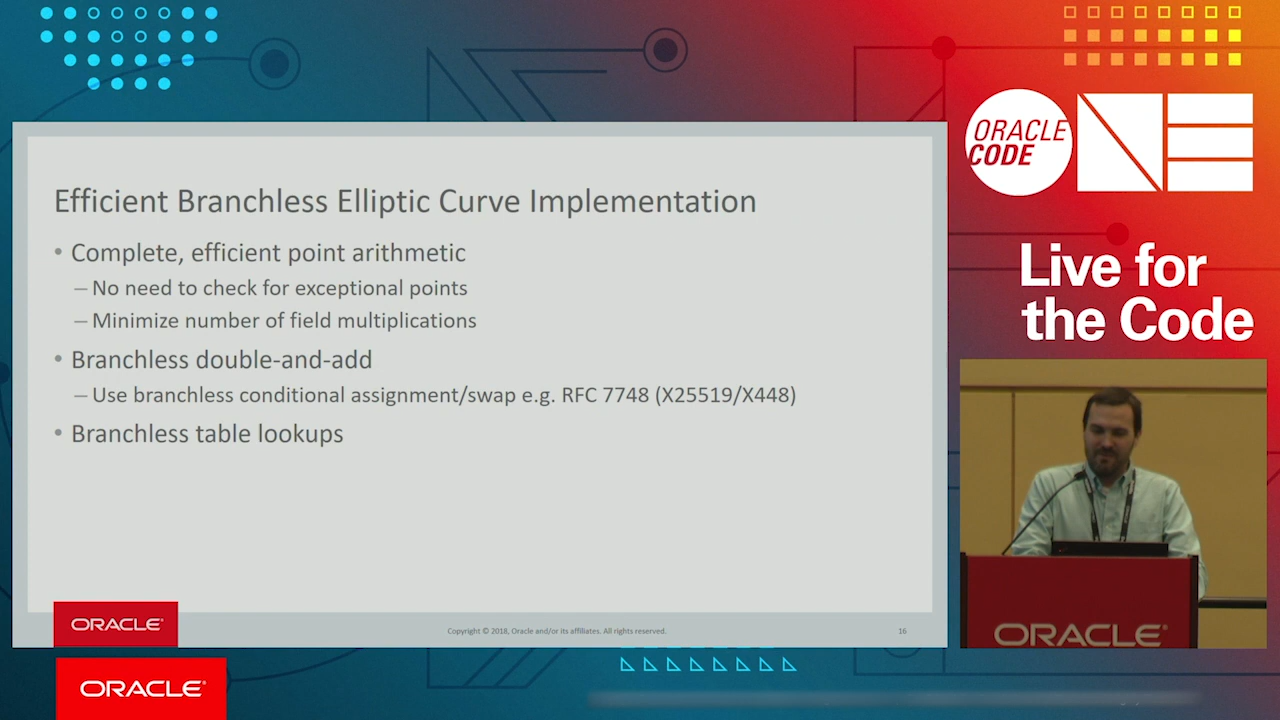 ORACLE
CODE
ONE
Live for
the Code
Efficient Branchless Elliptic Curve Implementation
• Complete, efficient point arithmetic
– No need to check for exceptional points
– Minimize number of field multiplications
• Branchless double-and-add
– Use branchless conditional assignment/swap e.g. RFC 7748 (X25519/X448)
• Branchless table lookups
ORACLE®
Copyright © 2018, Oracle and/or its affiliates. All rights reserved.
16
ORACLE®
ORACLE®